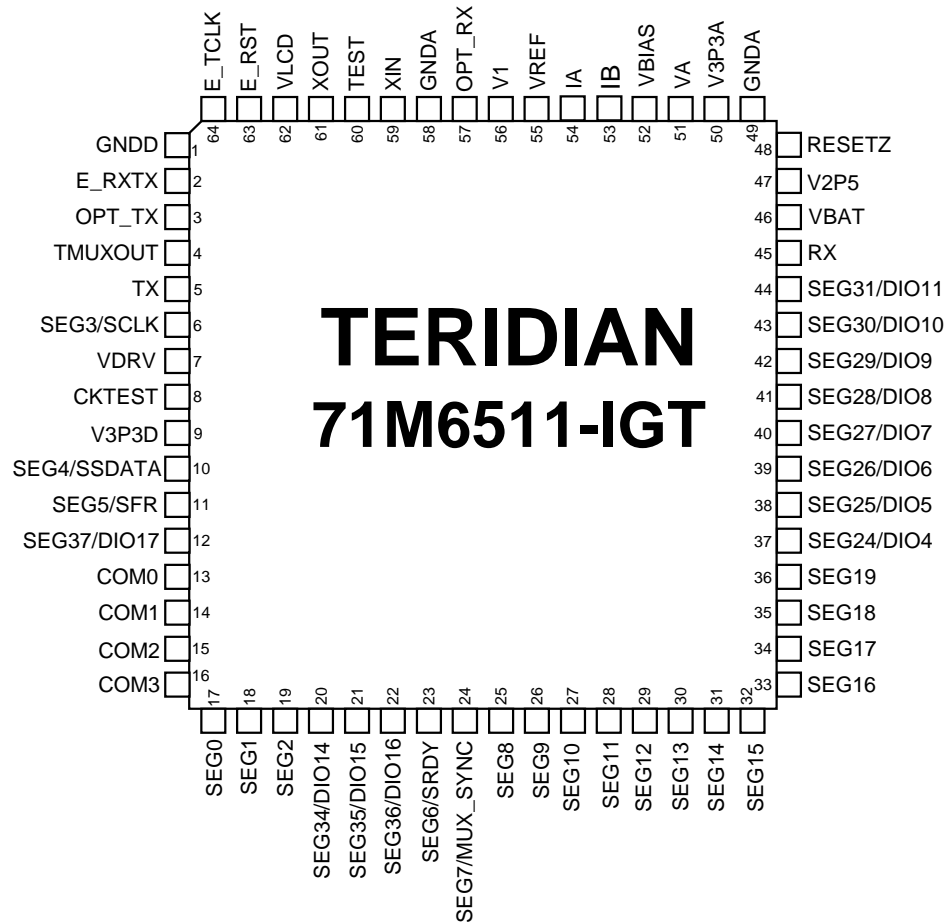 E_TCLK
E_RST
VLCD
XOUT
TEST
XIN
GNDA
OPT_RX
V1
VREF
IA
IB
VBIAS
VA
V3P3A
GNDA
64
63
62
61
60
59
58
57
56
55
54
53
52
51
50
49
GNDD 1
E_RXTX 2
OPT_TX 3
TMUXOUT 4
TX 5
SEG3/SCLK 6
VDRV 7
CKTEST 8
V3P3D 9
SEG4/SSDATA 10
SEG5/SFR 11
SEG37/DIO17 12
COM0 13
COM1 14
COM2 15
COM3 16
TERIDIAN
71M6511-IGT
48 RESETZ
47 V2P5
46 VBAT
45 RX
44 SEG31/DIO11
43 SEG30/DIO10
42 SEG29/DIO9
41 SEG28/DIO8
40 SEG27/DIO7
39 SEG26/DIO6
38 SEG25/DIO5
37 SEG24/DIO4
36 SEG19
35 SEG18
34 SEG17
33 SEG16
17
18
19
20
21
22
23
24
25
26
27
28
29
30
31
32
SEG0
SEG1
SEG2
SEG34/DIO14
SEG35/DIO15
SEG36/DIO16
SEG6/SRDY
SEG7/MUX_SYNC
SEG8
SEG9
SEG10
SEG11
SEG12
SEG13
SEG14
SEG15